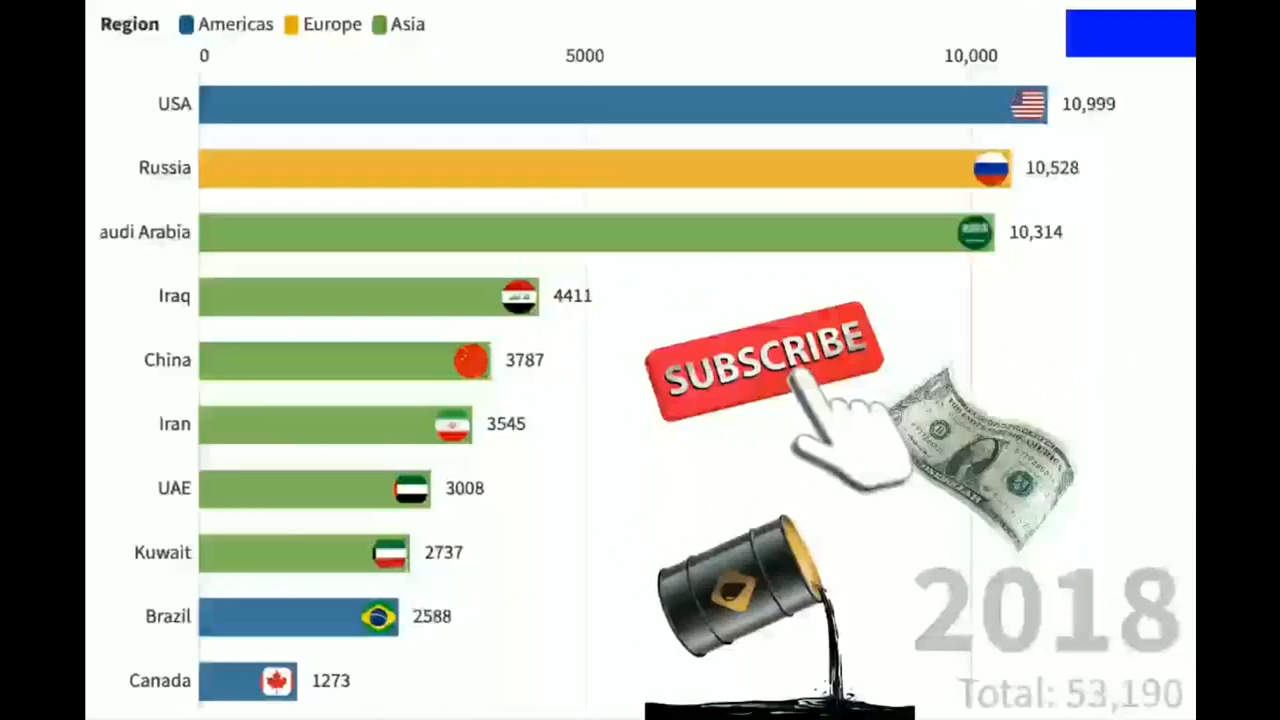 Region Americas Europe Asia
0 5000 10,000
USA 10,999
Russia 10,528
audi Arabia 10,314
Iraq 4411
China 3787
Iran 3545
UAE 3008
Kuwait 2737
Brazil 2588
Canada 1273
SUBSCRIBE
2018
Total: 53,190